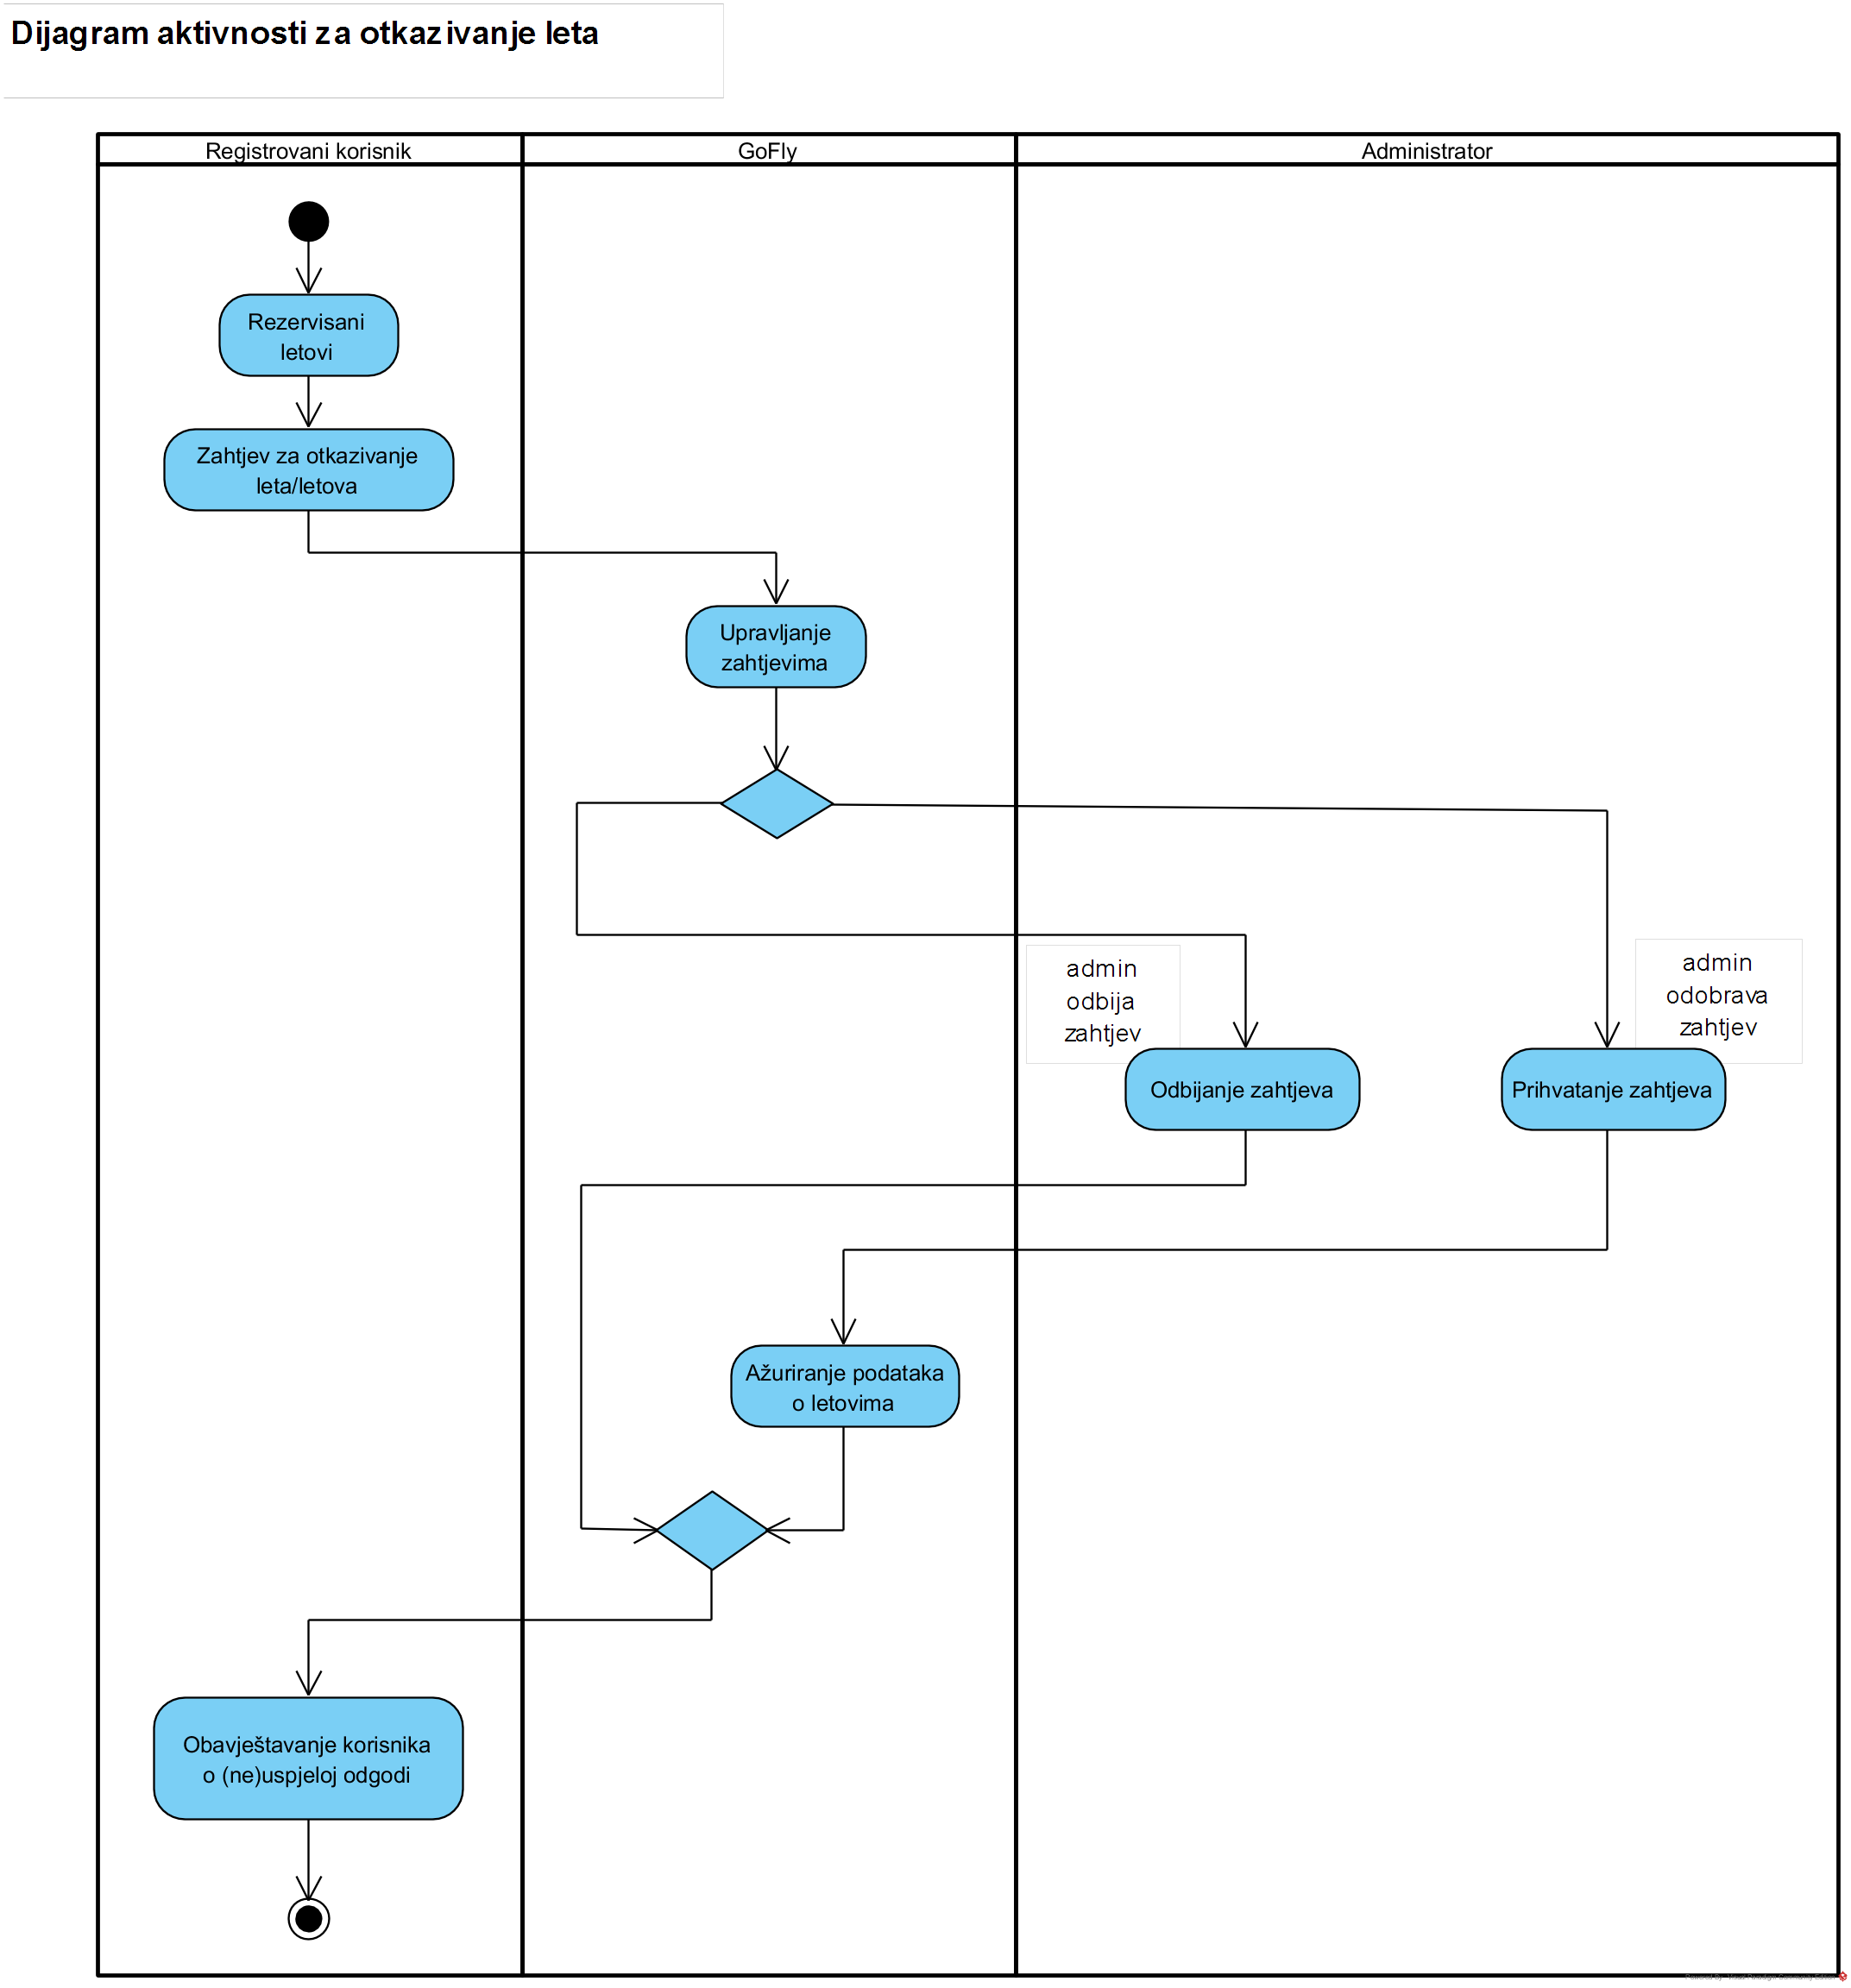 Dijagram aktivnosti za otkazivanje leta
Registrovani korisnik
GoFly
Administrator
Rezervisani
letovi
Zahtjev za otkazivanje
leta/letova
Upravljanje
zahtjevima
admin
odbija
zahtjev
admin
odobrava
zahtjev
Odbijanje zahtjeva
Prihvatanje zahtjeva
Ažuriranje podataka
o letovima
Obavještavanje korisnika
o (ne)uspjeloj odgodi